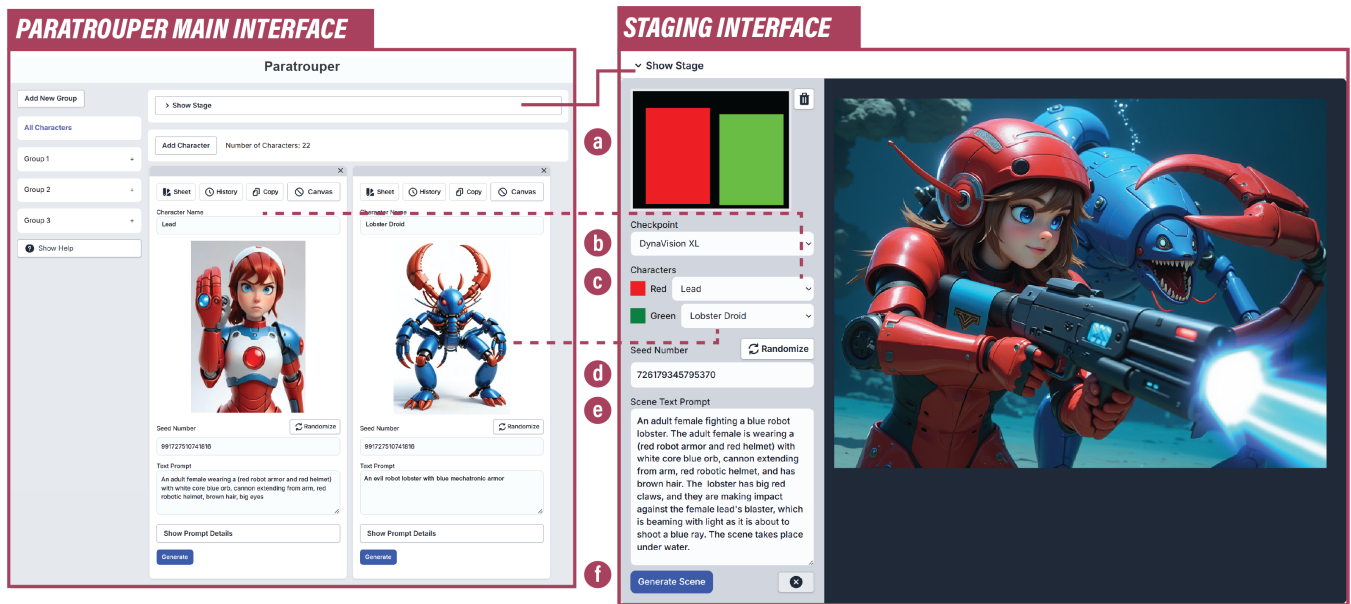 PARATROUPER MAIN INTERFACE
Paratrouper
Add New Group
All Characters
Group 1 +
Group 2 +
Group 3 +
? Show Help
> Show Stage
Add Character Number of Characters: 22
Sheet History Copy Canvas
Character Name
Lead
Seed Number Randomize
991727510741816
Text Prompt
An adult female wearing a (red robot armor and red helmet)
with white core blue orb, cannon extending from arm, red
robotic helmet, brown hair, big eyes
Show Prompt Details
Generate
Sheet History Copy Canvas
Character Name
Lobster Droid
Seed Number Randomize
991727510741816
Text Prompt
An evil robot lobster with blue mechatronic armor
Show Prompt Details
Generate
STAGING INTERFACE
Show Stage
a
b
c
d
e
f
Checkpoint
DynaVision XL
Characters
Red Lead
Green Lobster Droid
Seed Number Randomize
726179345795370
Scene Text Prompt
An adult female fighting a blue robot
lobster. The adult female is wearing a
(red robot armor and red helmet) with
white core blue orb, cannon extending
from arm, red robotic helmet, and has
brown hair. The lobster has big red
claws, and they are making impact
against the female lead's blaster, which
is beaming with light as it is about to
shoot a blue ray. The scene takes place
under water.
Generate Scene